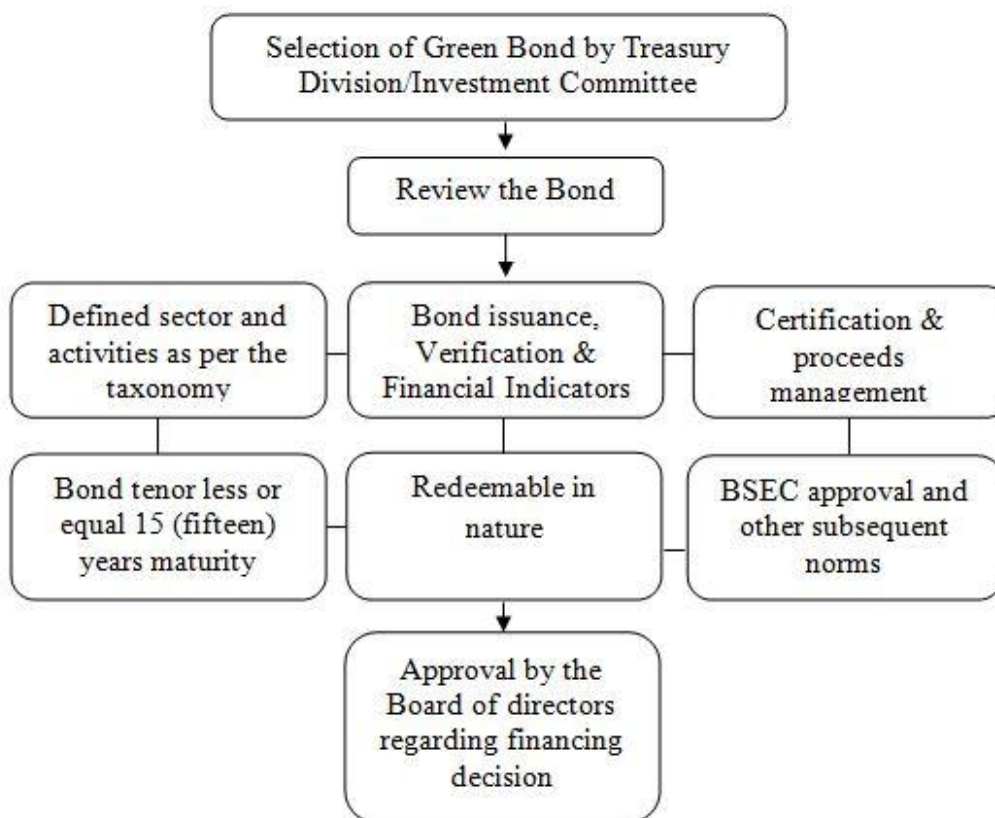 Selection of Green Bond by Treasury
Division/Investment Committee
Review the Bond
Defined sector and
activities as per the
taxonomy
Bond issuance,
Verification &
Financial Indicators
Certification &
proceeds
management
Bond tenor less or
equal 15 (fifteen)
years maturity
Redeemable in
nature
BSEC approval and
other subsequent
norms
Approval by the
Board of directors
regarding financing
decision